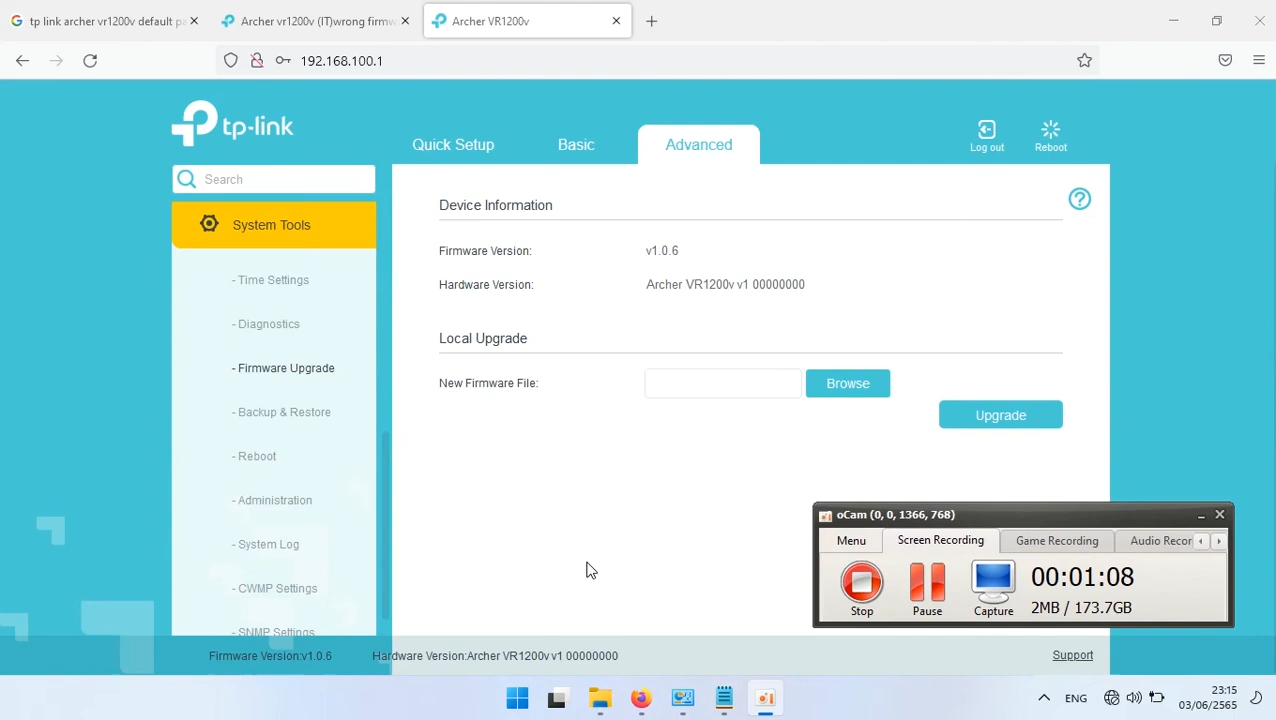 tp link archer vr1200v default pa
Archer vr1200v (IT)wrong firmw
Archer VR1200v
192.168.100.1
tp-link
Quick Setup
Basic
Advanced
Log out
Reboot
Search
System Tools
- Time Settings
- Diagnostics
- Firmware Upgrade
- Backup & Restore
- Reboot
- Administration
- System Log
- CWMP Settings
- SNMP Settings
Device Information
Firmware Version: v1.0.6
Hardware Version: Archer VR1200v v1 00000000
Local Upgrade
New Firmware File: Browse
Upgrade
oCam (0, 0, 1366, 768)
Menu Screen Recording Game Recording Audio Recor
00:01:08
Stop Pause Capture 2MB / 173.7GB
Firmware Version:v1.0.6 Hardware Version:Archer VR1200v v1 00000000 Support
ENG
23:15
03/06/2565